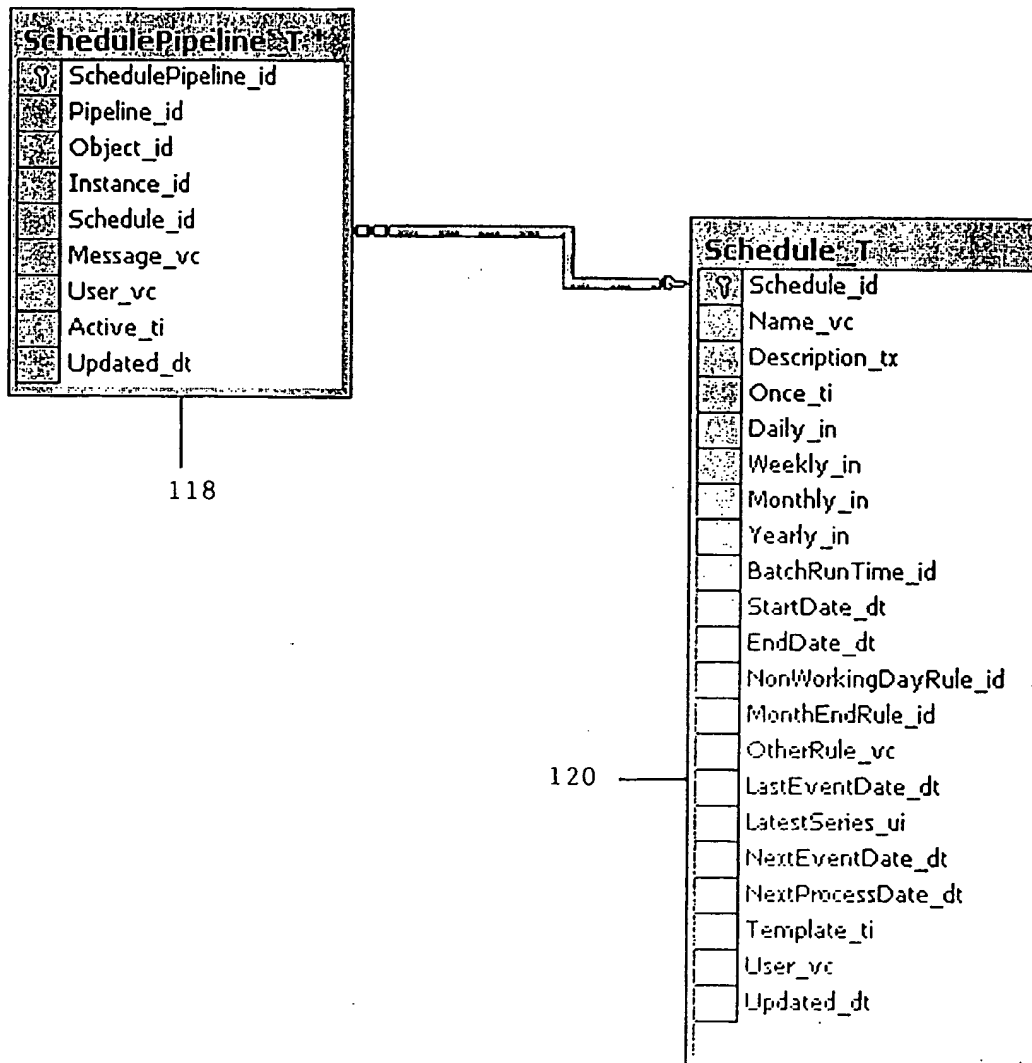 SchedulePipeline_T *
SchedulePipeline_id
Pipeline_id
Object_id
Instance_id
Schedule_id
Message_vc
User_vc
Active_ti
Updated_dt
118
Schedule_T
Schedule_id
Name_vc
Description_tx
Once_ti
Daily_in
Weekly_in
Monthly_in
Yearly_in
BatchRunTime_id
StartDate_dt
EndDate_dt
NonWorkingDayRule_id
MonthEndRule_id
OtherRule_vc
120
LastEventDate_dt
LatestSeries_ui
NextEventDate_dt
NextProcessDate_dt
Template_ti
User_vc
Updated_dt